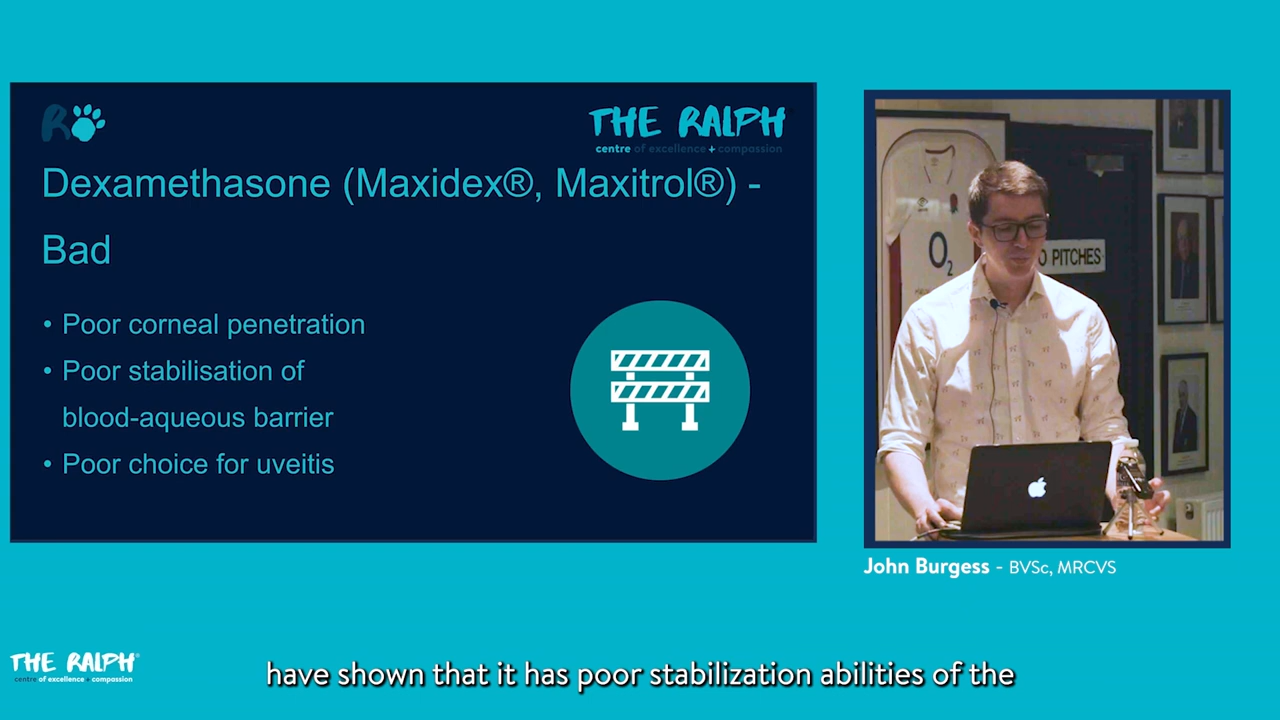 THE RALPH
centre of excellence + compassion
Dexamethasone (Maxidex®, Maxitrol®) -
Bad
• Poor corneal penetration
• Poor stabilisation of
blood-aqueous barrier
• Poor choice for uveitis
O2
O PITCHES
John Burgess - BVSc, MRCVS
THE RALPH®
centre of excellence + compassion
have shown that it has poor stabilization abilities of the